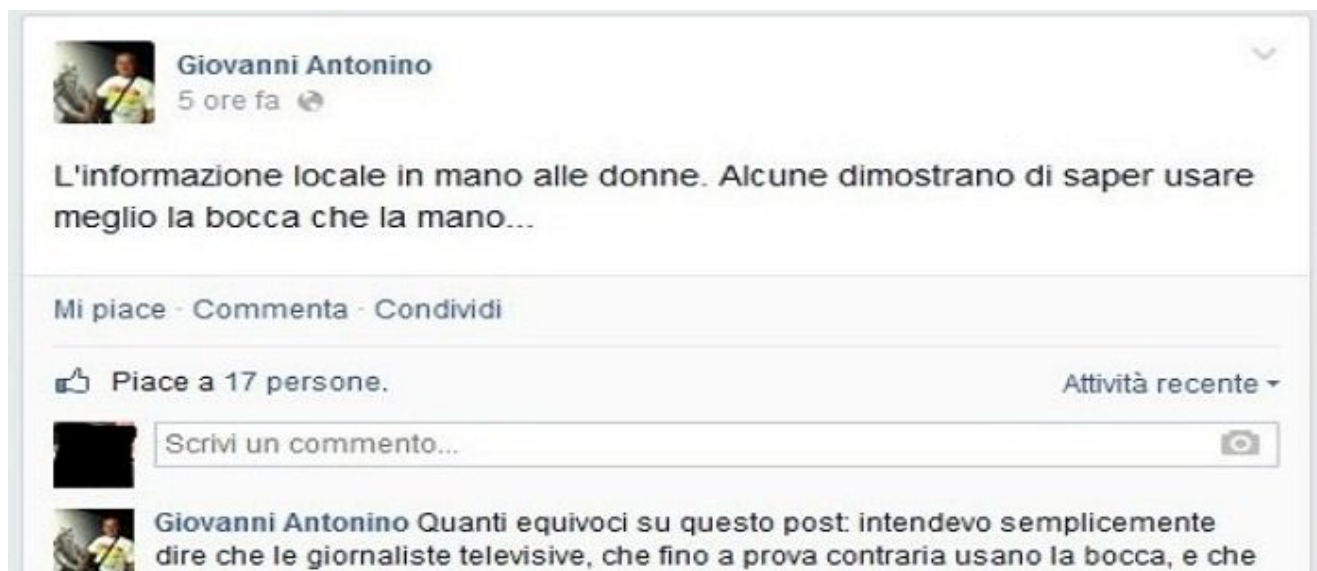 Giovanni Antonino
5 ore fa
L'informazione locale in mano alle donne. Alcune dimostrano di saper usare
meglio la bocca che la mano...
Mi piace · Commenta · Condividi
Piace a 17 persone.
Attività recente
Scrivi un commento...
Giovanni Antonino Quanti equivoci su questo post: intendevo semplicemente
dire che le giornaliste televisive, che fino a prova contraria usano la bocca, e che